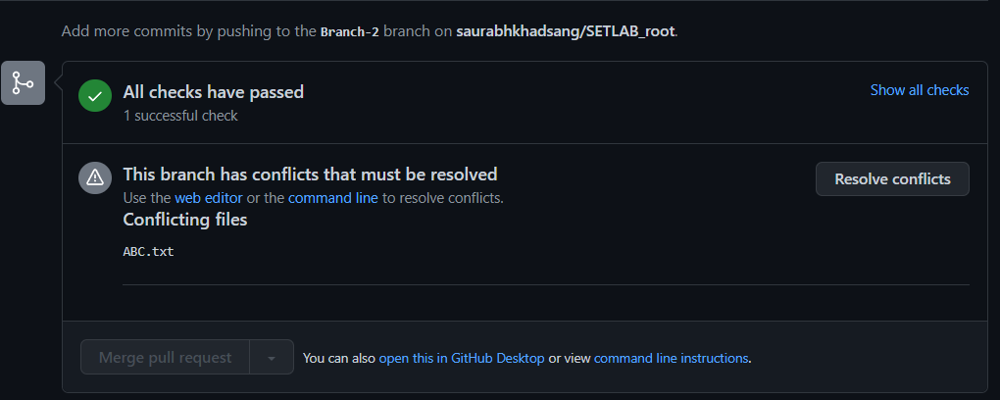 Add more commits by pushing to the Branch-2 branch on saurabhkhadsang/SETLAB_root.
All checks have passed
Show all checks
1 successful check
This branch has conflicts that must be resolved
Resolve conflicts
Use the web editor or the command line to resolve conflicts.
Conflicting files
ABC.txt
Merge pull request
You can also open this in GitHub Desktop or view command line instructions.